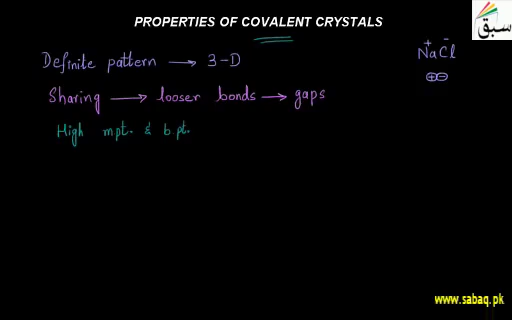 PROPERTIES OF COVALENT CRYSTALS
سبق
+ -
NaCl
Definite pattern → 3-D
+ -
Sharing → looser bonds → gaps
High mpt. & b pt.
www.sabaq.pk